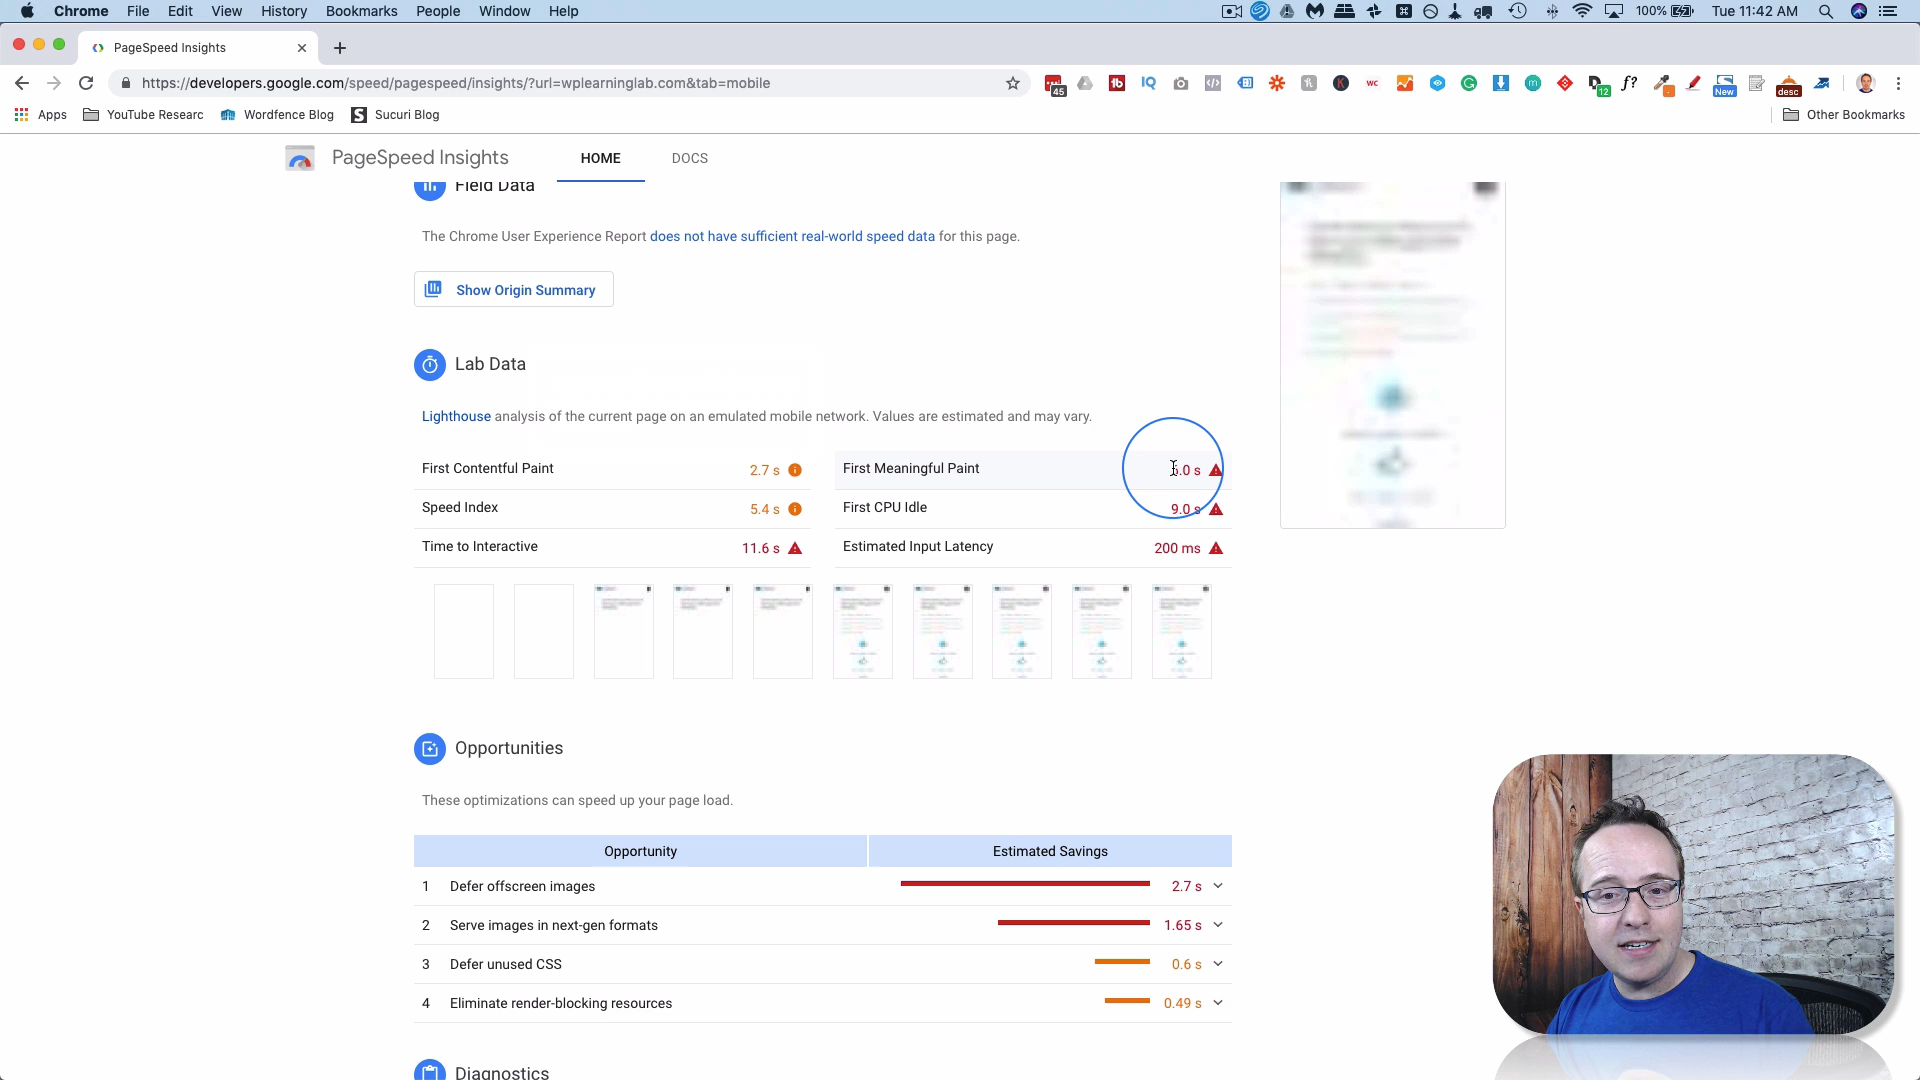 Chrome File Edit View History Bookmarks People Window Help 100% Tue 11:42 AM
PageSpeed Insights
https://developers.google.com/speed/pagespeed/insights/?url=wplearninglab.com&tab=mobile
45 IQ WC 12 f? New desc
Apps YouTube Researc Wordfence Blog Sucuri Blog Other Bookmarks
PageSpeed Insights HOME DOCS
Field Data
The Chrome User Experience Report does not have sufficient real-world speed data for this page.
Show Origin Summary
Lab Data
Lighthouse analysis of the current page on an emulated mobile network. Values are estimated and may vary.
First Contentful Paint 2.7 s First Meaningful Paint .0 s
Speed Index 5.4 s First CPU Idle 9.0 s
Time to Interactive 11.6 s Estimated Input Latency 200 ms
Opportunities
These optimizations can speed up your page load.
Opportunity Estimated Savings
1 Defer offscreen images 2.7 s
2 Serve images in next-gen formats 1.65 s
3 Defer unused CSS 0.6 s
4 Eliminate render-blocking resources 0.49 s
Diagnostics